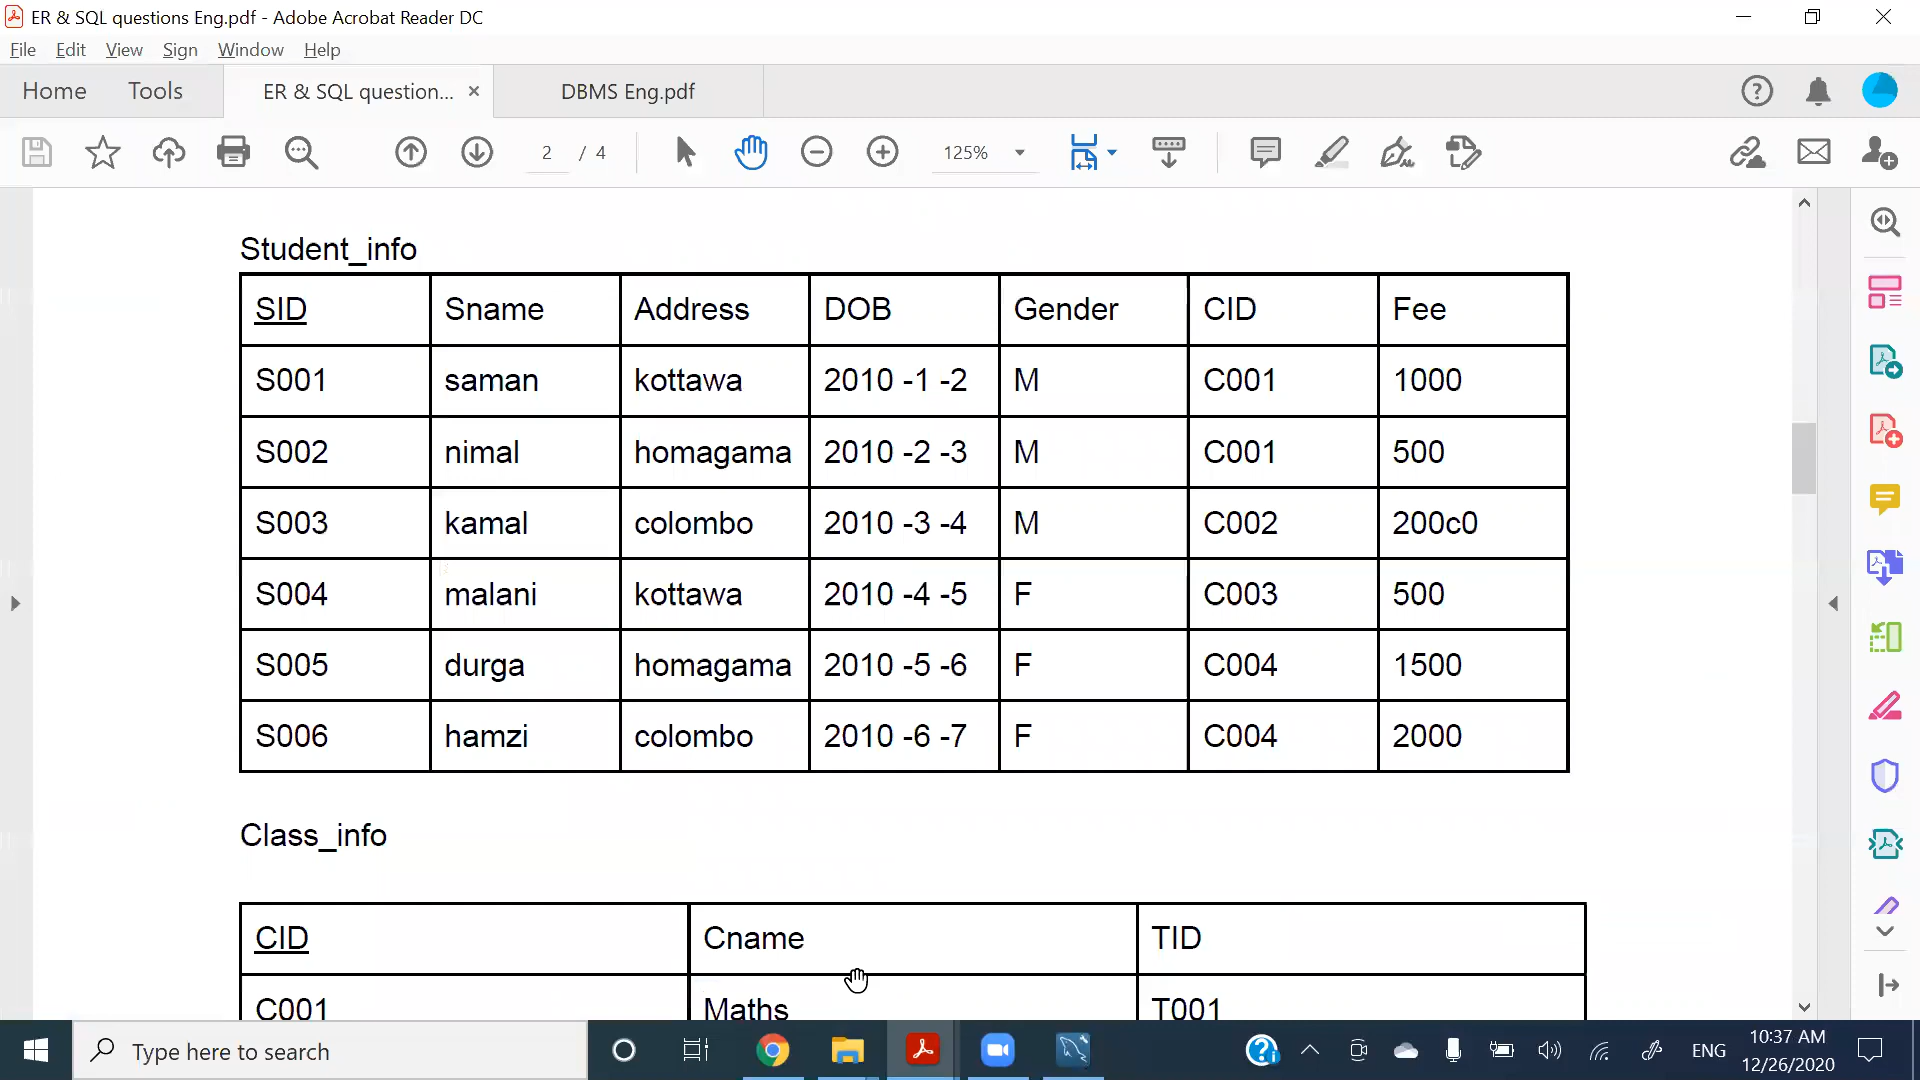 ER & SQL questions Eng.pdf - Adobe Acrobat Reader DC
File Edit View Sign Window Help
Home Tools ER & SQL question... × DBMS Eng.pdf
2 / 4 125%
Student_info
SID Sname Address DOB Gender CID Fee
S001 saman kottawa 2010 -1 -2 M C001 1000
S002 nimal homagama 2010 -2 -3 M C001 500
S003 kamal colombo 2010 -3 -4 M C002 200c0
S004 malani kottawa 2010 -4 -5 F C003 500
S005 durga homagama 2010 -5 -6 F C004 1500
S006 hamzi colombo 2010 -6 -7 F C004 2000
Class_info
CID Cname TID
C001 Maths T001
Type here to search
ENG
10:37 AM
12/26/2020